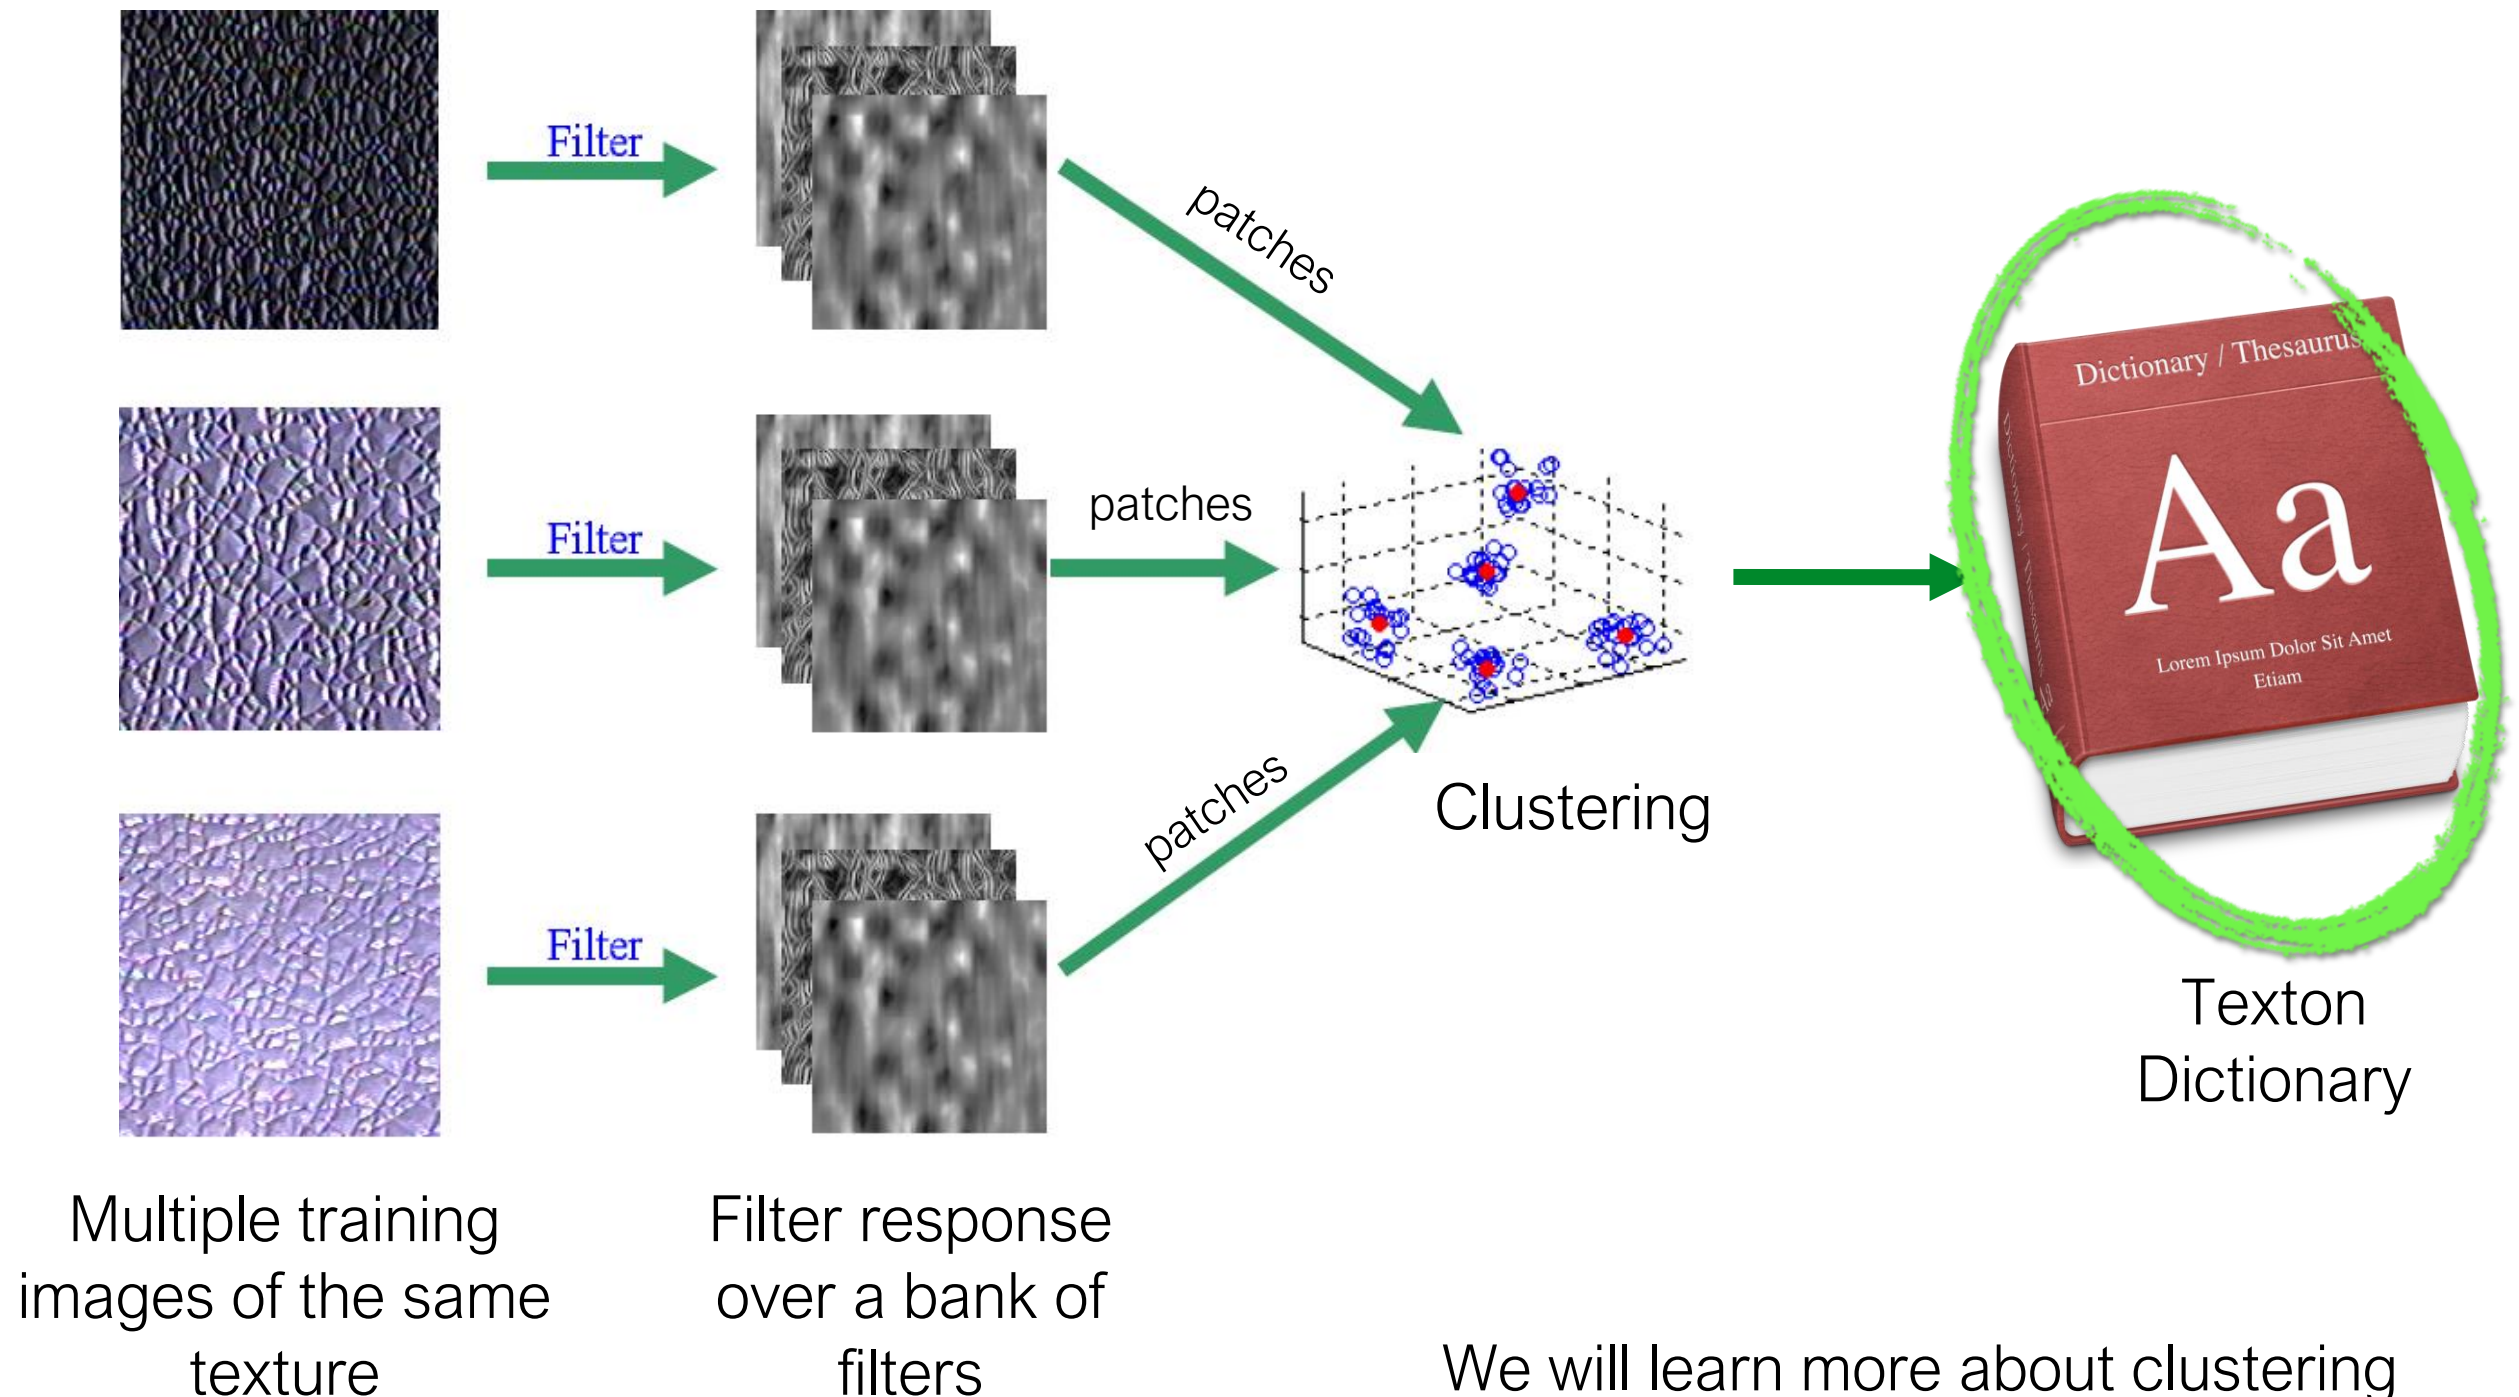 Filter
patches
Filter
patches
Filter
patches
Clustering
Dictionary / Thesaurus
Aa
Lorem Ipsum Dolor Sit Amet
Etiam
Texton
Dictionary
Multiple training
images of the same
texture
Filter response
over a bank of
filters
We will learn more about clustering